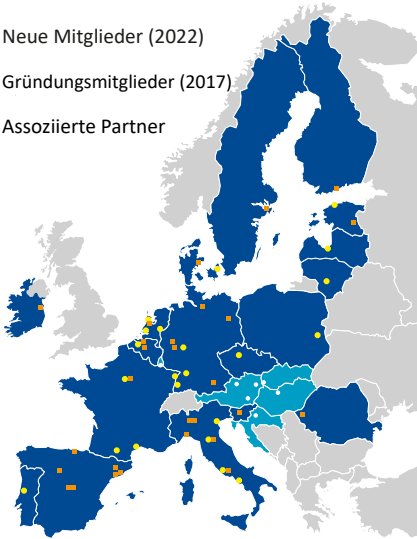 Neue Mitglieder (2022)
Gründungsmitglieder (2017)
Assoziierte Partner